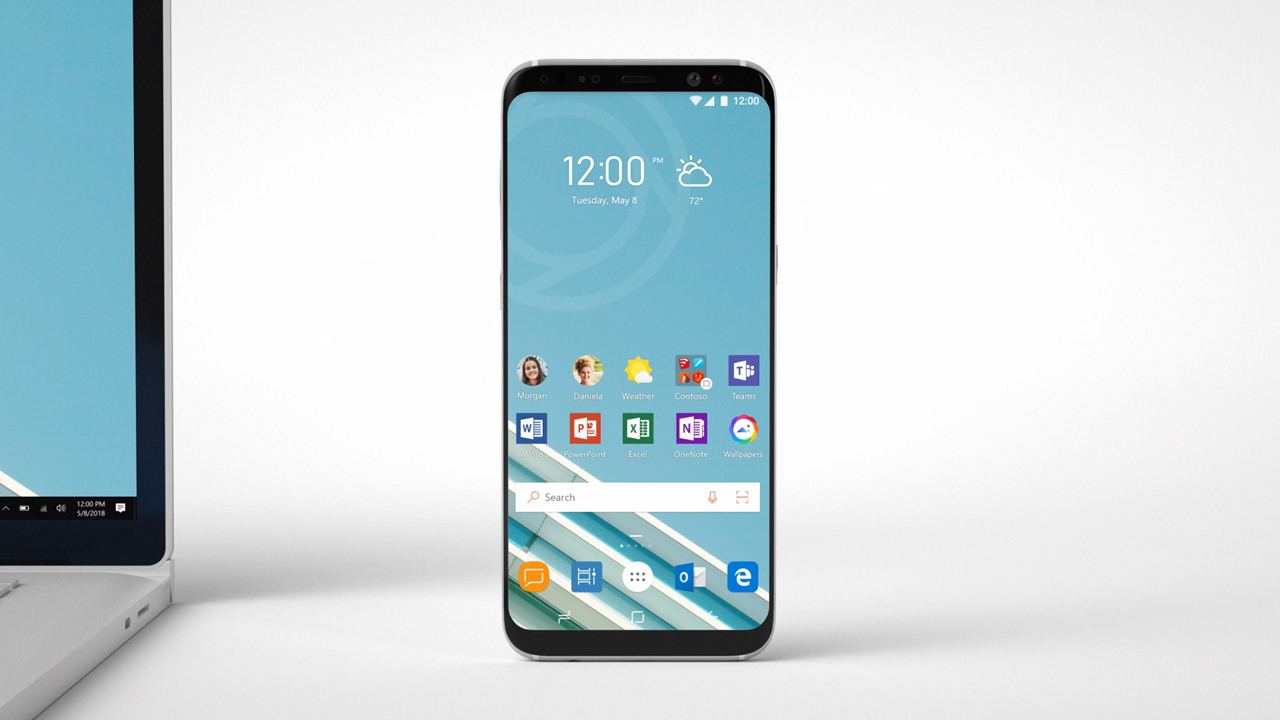 12:00
12:00 PM
Tuesday, May 8
72°
Morgan Daniela Weather Contoso Teams
T
W P X N
Word PowerPoint Excel OneNote Wallpapers
Search
12:00 PM
5/8/2018
O